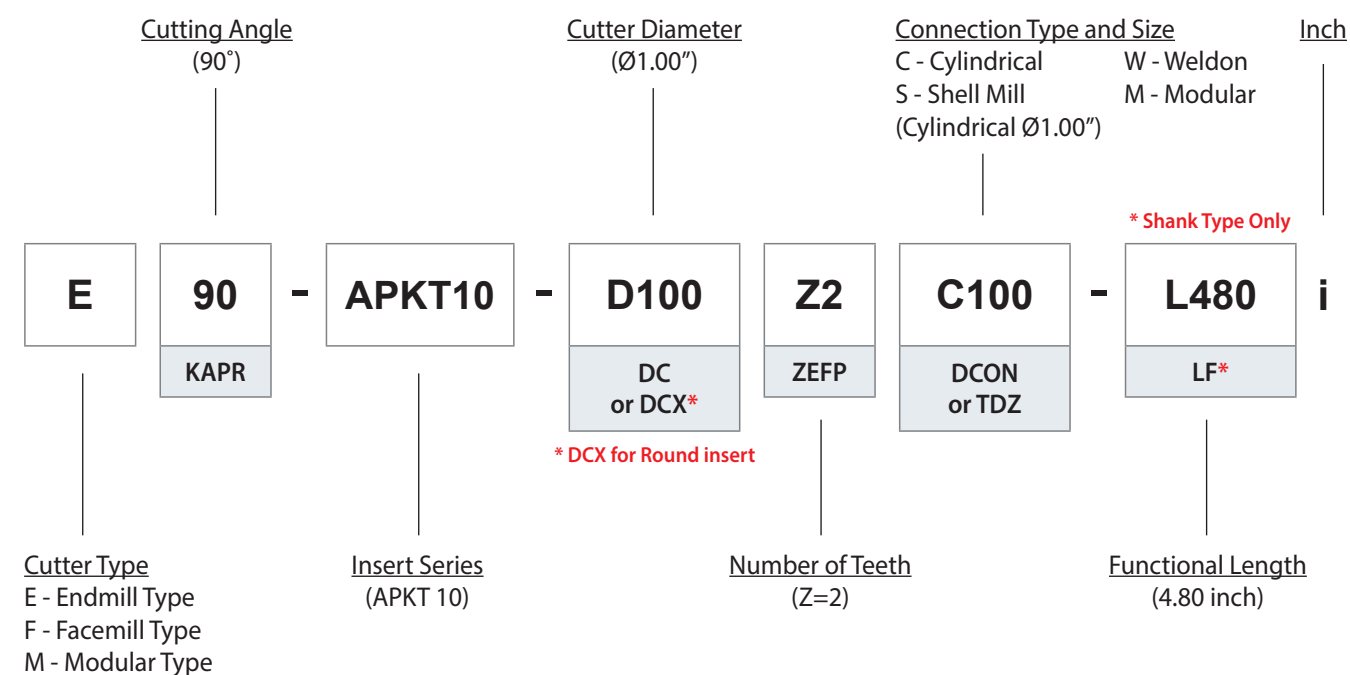 Cutting Angle
(90˚)
Cutter Diameter
(Ø1.00”)
Connection Type and Size
C - Cylindrical W - Weldon
S - Shell Mill M - Modular
(Cylindrical Ø1.00”)
Inch
* Shank Type Only
E 90 - APKT10 - D100 Z2 C100 - L480 i
KAPR
DC
or DCX*
ZEFP
DCON
or TDZ
LF*
* DCX for Round insert
Cutter Type
E - Endmill Type
F - Facemill Type
M - Modular Type
Insert Series
(APKT 10)
Number of Teeth
(Z=2)
Functional Length
(4.80 inch)